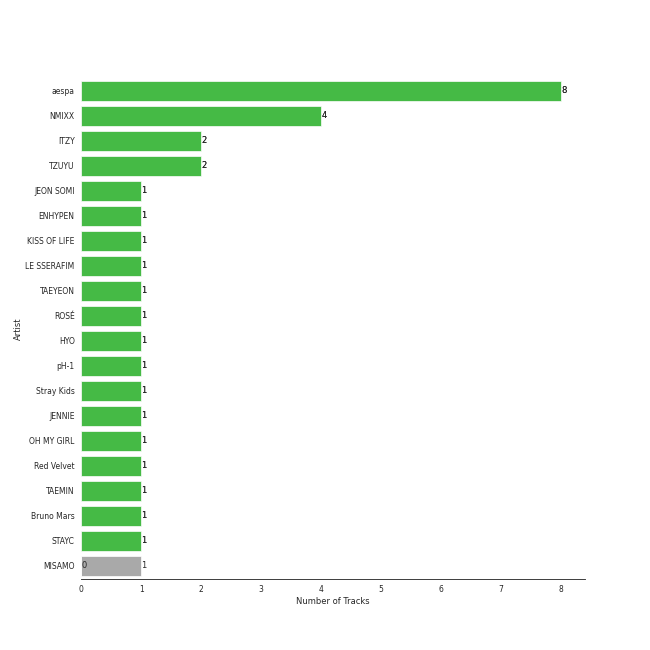 aespa 8
NMIXX 4
ITZY 2
TZUYU 2
JEON SOMI 1
ENHYPEN 1
KISS OF LIFE 1
LE SSERAFIM 1
TAEYEON 1
ROSÉ 1
HYO 1
pH-1 1
Stray Kids 1
JENNIE 1
OH MY GIRL 1
Red Velvet 1
TAEMIN 1
Bruno Mars 1
STAYC 1
MISAMO 0 1
0 1 2 3 4 5 6 7 8
Number of Tracks
Artist